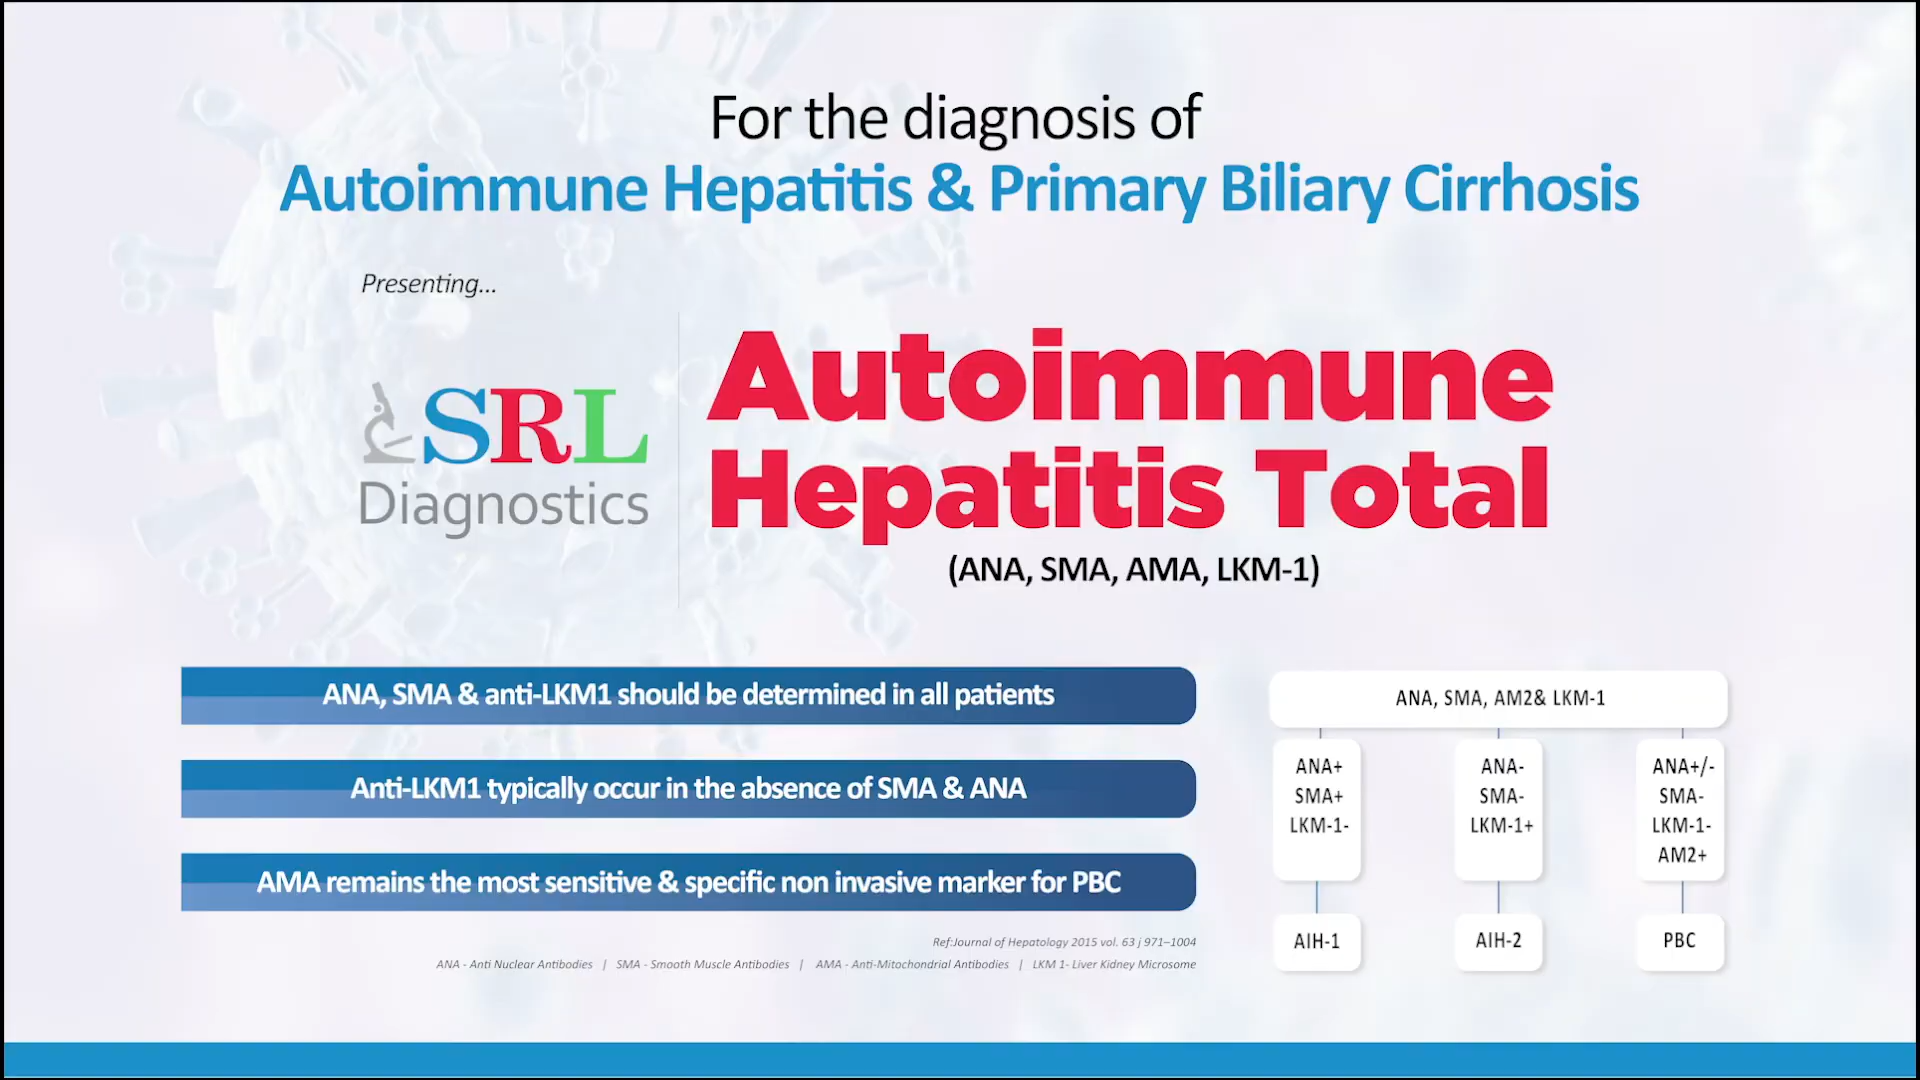 For the diagnosis of
Autoimmune Hepatitis & Primary Biliary Cirrhosis
Presenting...
SRL
Diagnostics
Autoimmune
Hepatitis Total
(ANA, SMA, AMA, LKM-1)
ANA, SMA & anti-LKM1 should be determined in all patients
Anti-LKM1 typically occur in the absence of SMA & ANA
AMA remains the most sensitive & specific non invasive marker for PBC
Ref:Journal of Hepatology 2015 vol. 63 j 971–1004
ANA - Anti Nuclear Antibodies | SMA - Smooth Muscle Antibodies | AMA - Anti-Mitochondrial Antibodies | LKM 1- Liver Kidney Microsome
ANA, SMA, AM2& LKM-1
ANA+
SMA+
LKM-1-
AIH-1
ANA-
SMA-
LKM-1+
AIH-2
ANA+/-
SMA-
LKM-1-
AM2+
PBC